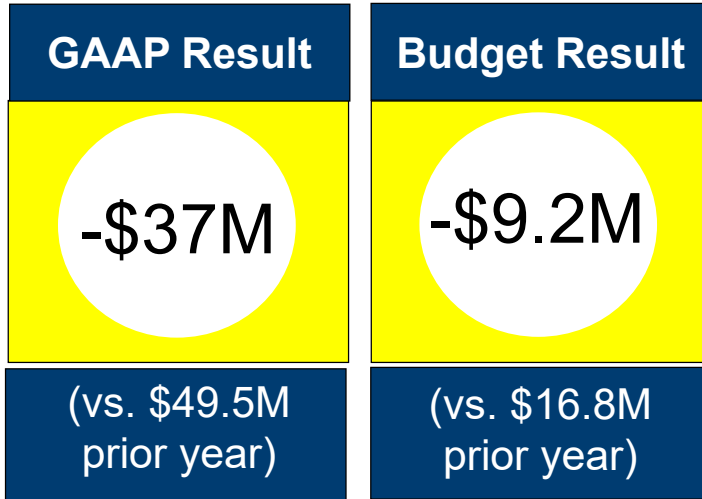 GAAP Result
-$37M
(vs. $49.5M
prior year)
Budget Result
-$9.2M
(vs. $16.8M
prior year)